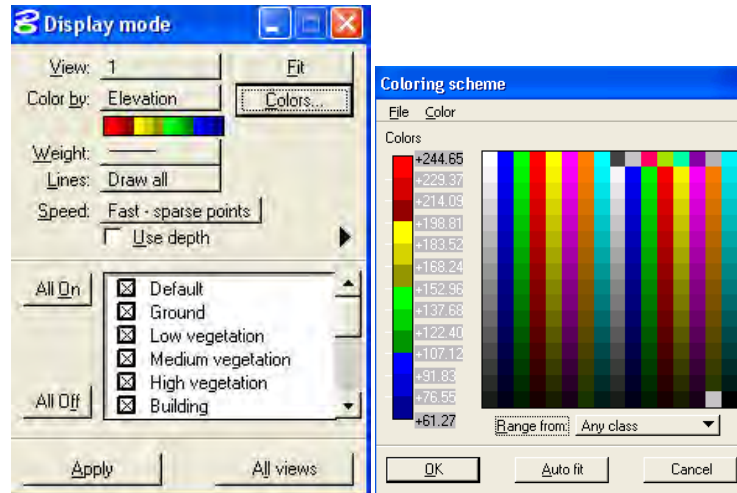 Display mode
View: 1 Fit
Color by: Elevation Colors...
Weight:
Lines: Draw all
Speed: Fast - sparse points
Use depth
All On
All Off
Default
Ground
Low vegetation
Medium vegetation
High vegetation
Building
Apply All views
Coloring scheme
File Color
Colors
+244.65
+229.37
+214.09
+198.81
+183.52
+168.24
+152.96
+137.68
+122.40
+107.12
+91.83
+76.55
+61.27
Range from: Any class
OK Auto fit Cancel